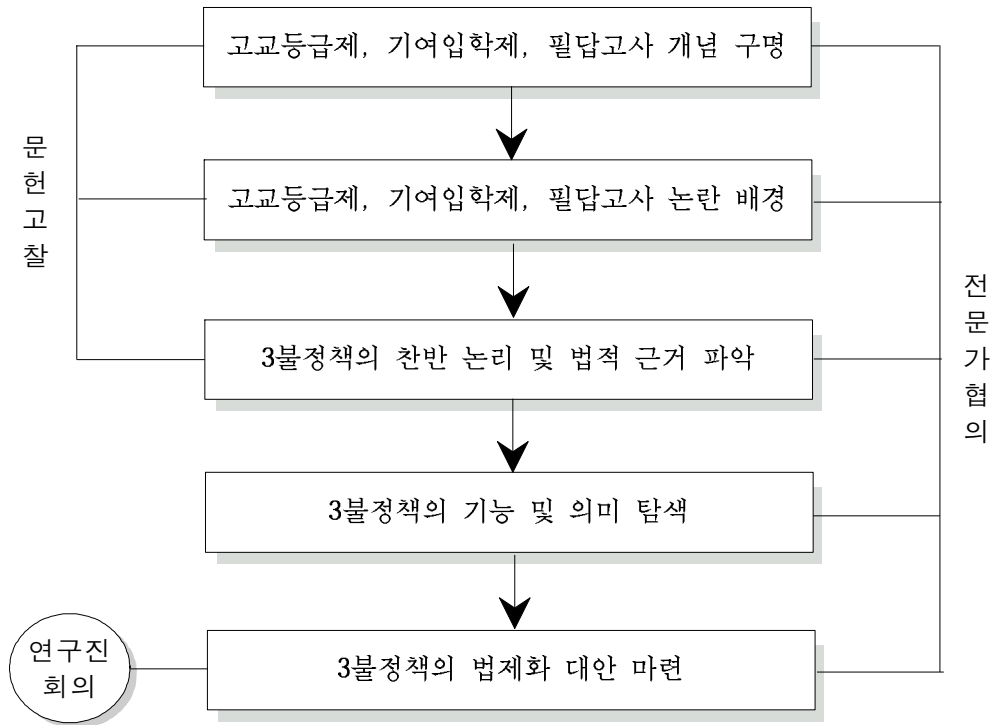 고교등급제, 기여입학제, 필답고사 개념 구명
문헌고찰
고교등급제, 기여입학제, 필답고사 논란 배경
전문가협의
3불정책의 찬반 논리 및 법적 근거 파악
3불정책의 기능 및 의미 탐색
연구진
회의
3불정책의 법제화 대안 마련